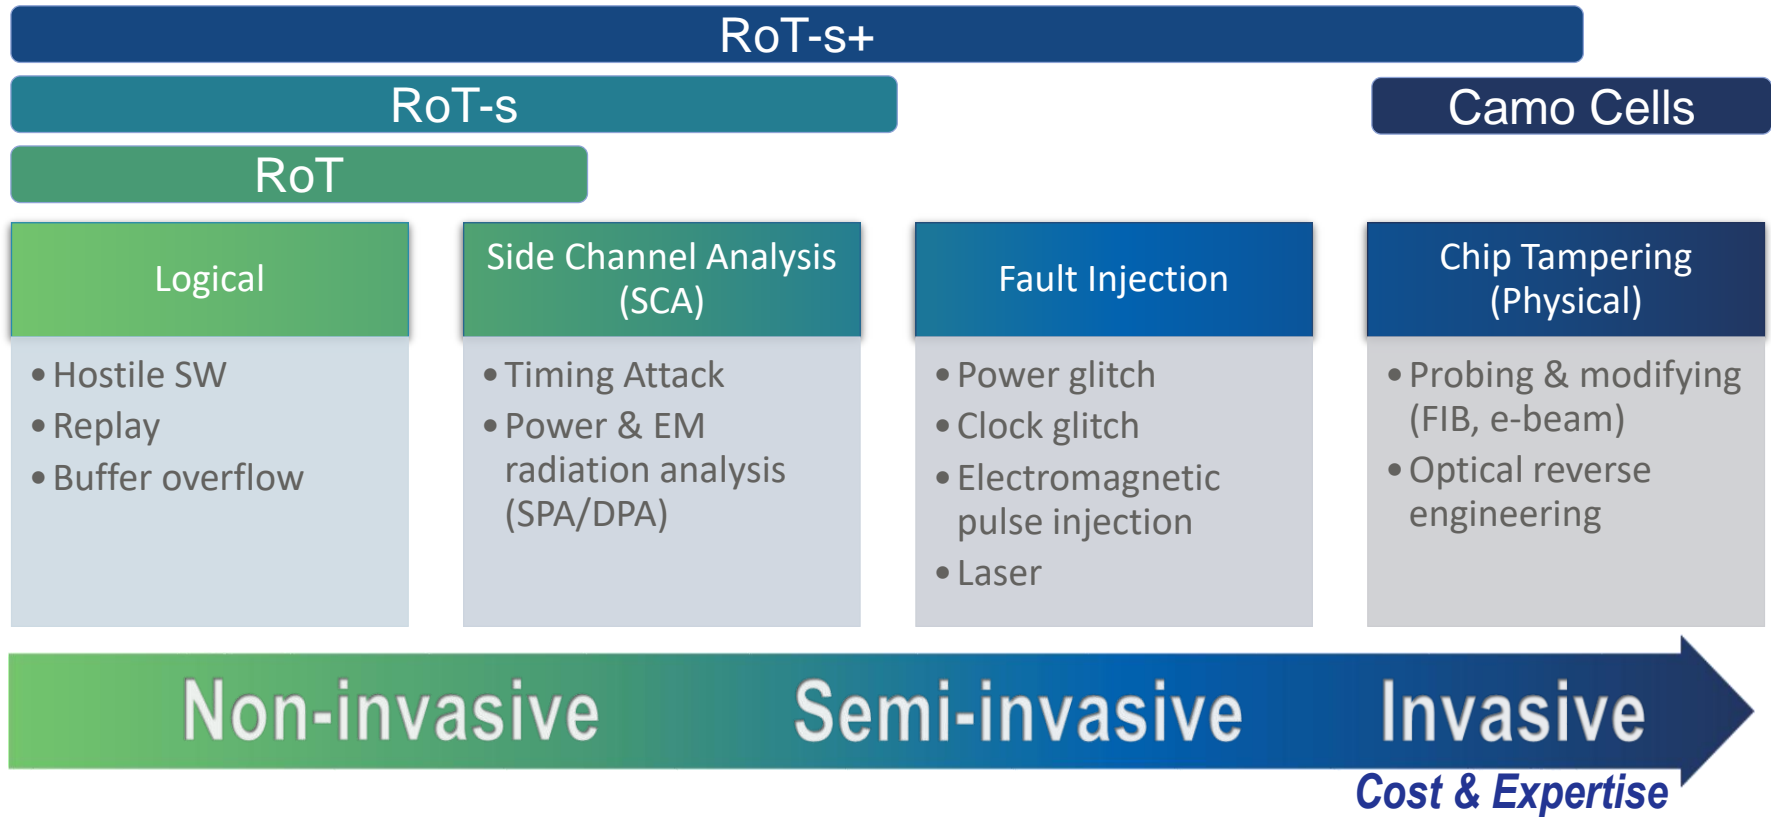 RoT-s+
RoT-s
Camo Cells
RoT
Logical
• Hostile SW
• Replay
• Buffer overflow
Side Channel Analysis
(SCA)
• Timing Attack
• Power & EM
radiation analysis
(SPA/DPA)
Fault Injection
• Power glitch
• Clock glitch
• Electromagnetic
pulse injection
• Laser
Chip Tampering
(Physical)
• Probing & modifying
(FIB, e-beam)
• Optical reverse
engineering
Non-invasive
Semi-invasive
Invasive
Cost & Expertise